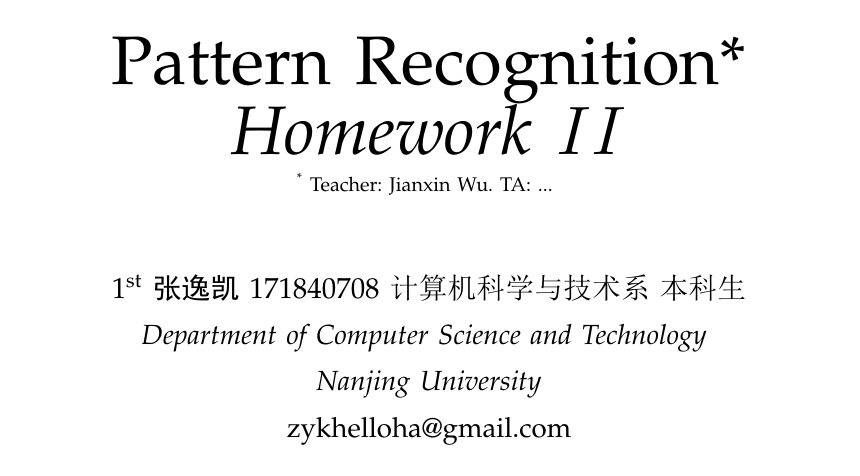 Pattern Recognition*
Homework II
* Teacher: Jianxin Wu. TA: ...
1st 张逸凯 171840708 计算机科学与技术系 本科生
Department of Computer Science and Technology
Nanjing University
zykhelloha@gmail.com